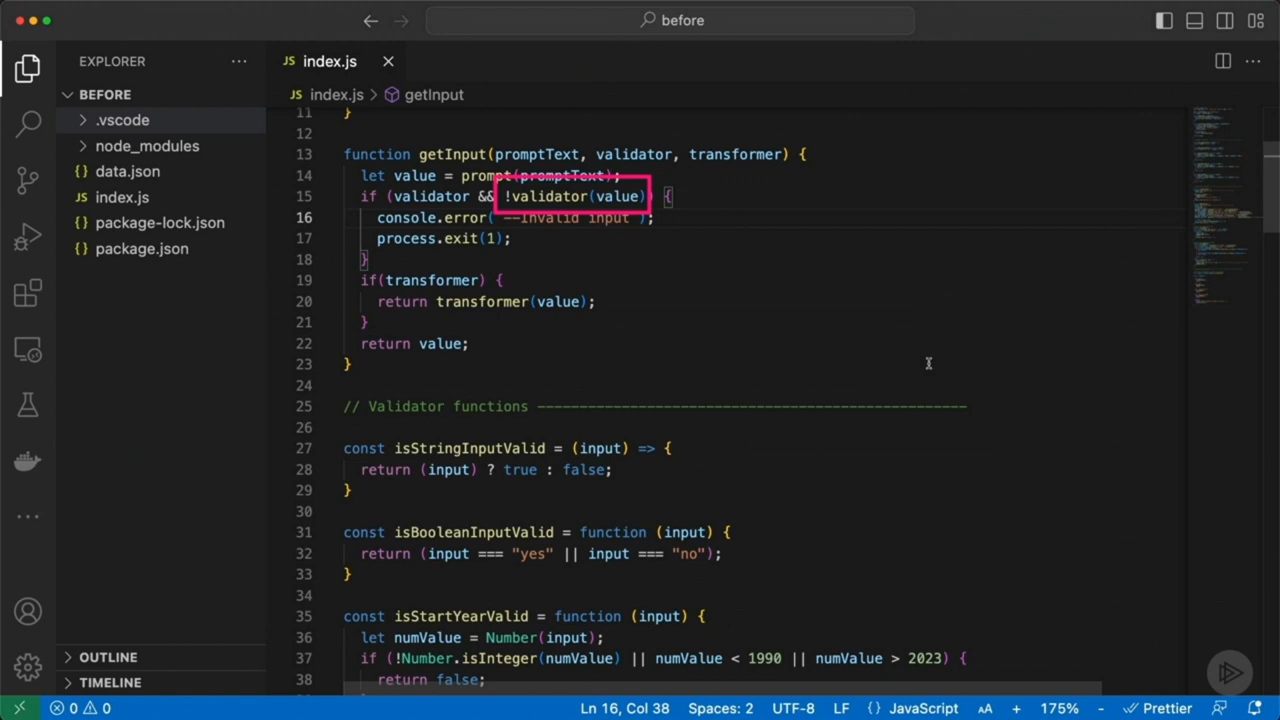 before
EXPLORER
JS index.js
BEFORE
JS index.js > getInput
.vscode
node_modules
{} data.json
JS index.js
{} package-lock.json
{} package.json
11 }
12
13 function getInput(promptText, validator, transformer) {
14 let value = prompt(promptText);
15 if (validator && !validator(value)) {
16 console.error( --Invalid input );
17 process.exit(1);
18 }
19 if(transformer) {
20 return transformer(value);
21 }
22 return value;
23 }
24
25 // Validator functions ---------------------------------------------------
26
27 const isStringInputValid = (input) => {
28 return (input) ? true : false;
29 }
30
31 const isBooleanInputValid = function (input) {
32 return (input === "yes" || input === "no");
33 }
34
35 const isStartYearValid = function (input) {
36 let numValue = Number(input);
37 if (!Number.isInteger(numValue) || numValue < 1990 || numValue > 2023) {
38 return false;
OUTLINE
TIMELINE
0 0 Ln 16, Col 38 Spaces: 2 UTF-8 LF {} JavaScript AA + 175% - Prettier